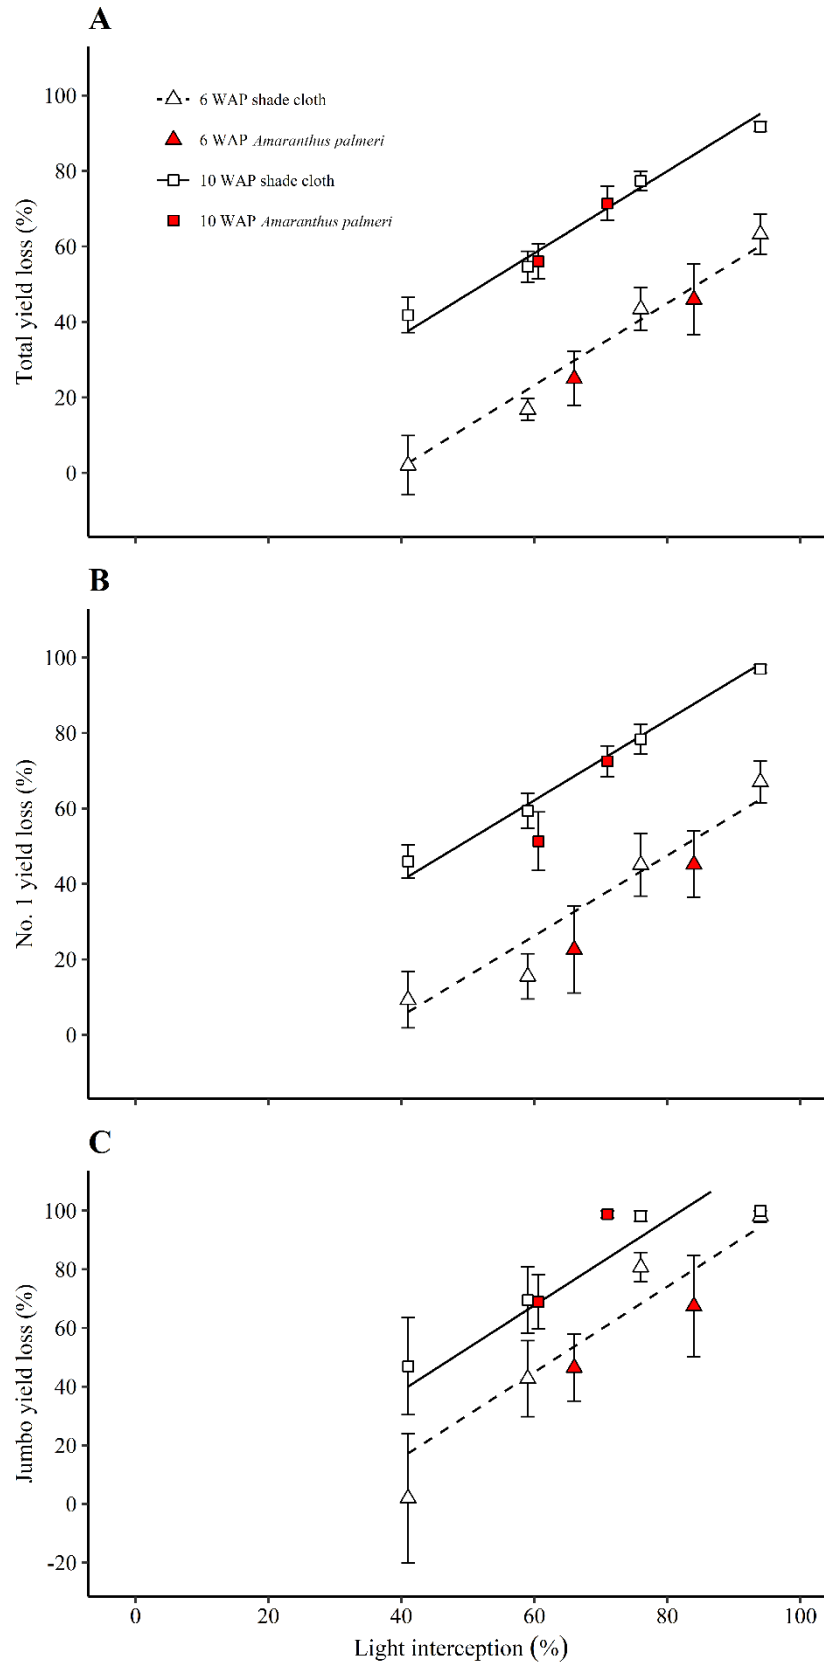 A
Total yield loss (%)
100
80
60
40
20
0
6 WAP shade cloth
6 WAP Amaranthus palmeri
10 WAP shade cloth
10 WAP Amaranthus palmeri
B
No. 1 yield loss (%)
100
80
60
40
20
0
C
Jumbo yield loss (%)
100
80
60
40
20
0
-20
0 20 40 60 80 100
Light interception (%)